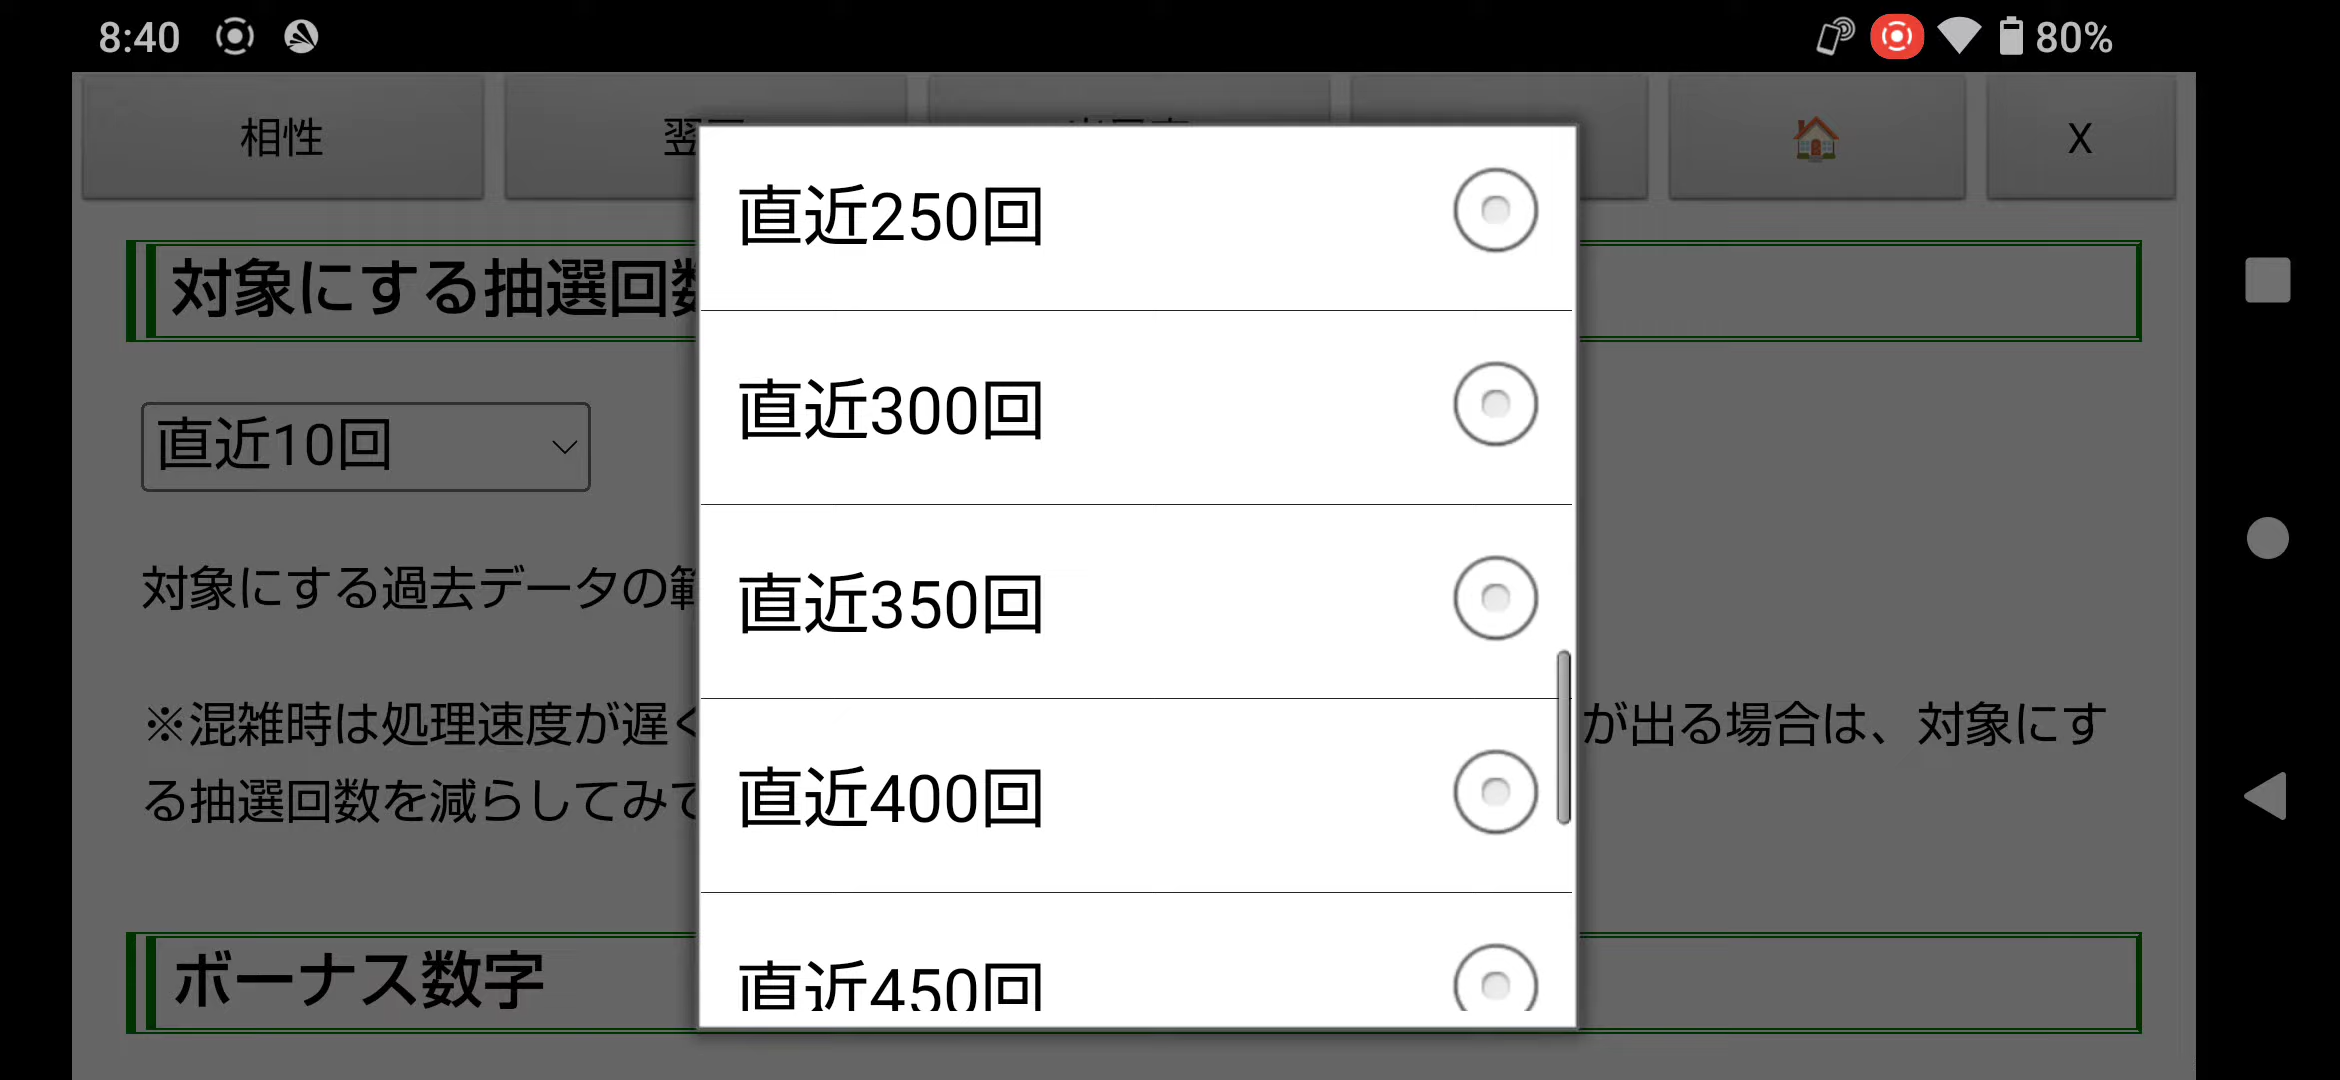 8:40
80%
相性
X
対象にする抽選回数
直近10回
対象にする過去データの
※混雑時は処理速度が遅く
が出る場合は、対象にす
る抽選回数を減らしてみて
ボーナス数字
直近250回
直近300回
直近350回
直近400回
直近450回